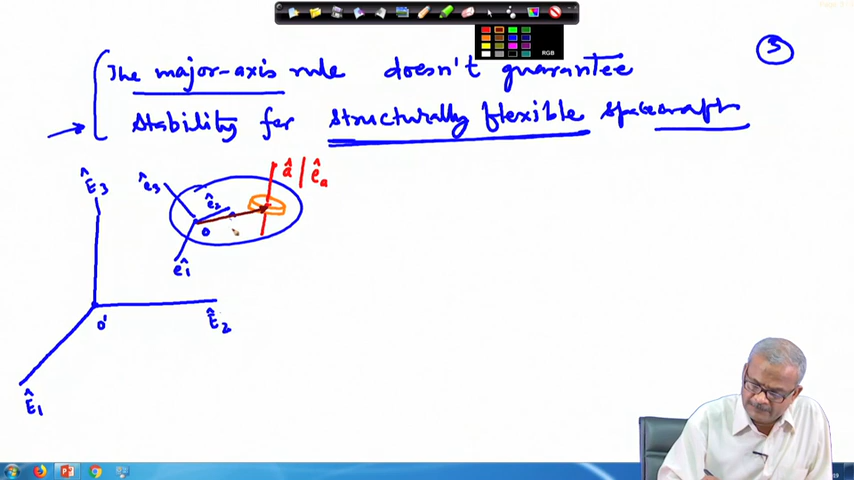 3
The major-axis rule doesn't guarantee
Stability for structurally flexible spacecraft
Ê3
ê3
ê2
â | êa
O
ê1
O'
Ê2
Ê1
RGB